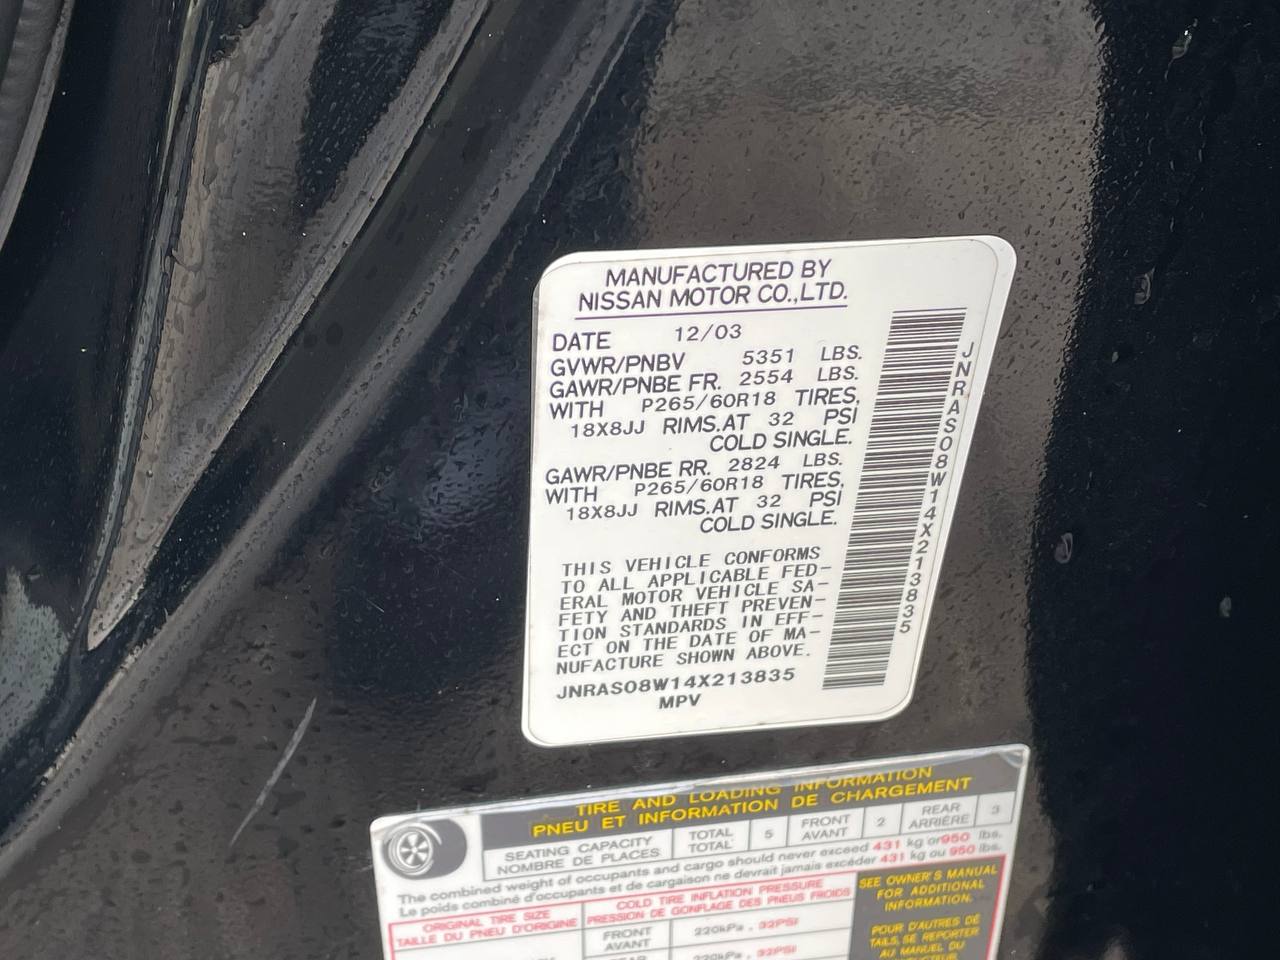 MANUFACTURED BY
NISSAN MOTOR CO.,LTD.
DATE 12/03
GVWR/PNBV 5351 LBS.
GAWR/PNBE FR. 2554 LBS.
WITH P265/60R18 TIRES,
18X8JJ RIMS.AT 32 PSI
COLD SINGLE.
GAWR/PNBE RR. 2824 LBS.
WITH P265/60R18 TIRES,
18X8JJ RIMS.AT 32 PSI
COLD SINGLE.
THIS VEHICLE CONFORMS
TO ALL APPLICABLE FED-
ERAL MOTOR VEHICLE SA-
FETY AND THEFT PREVEN-
TION STANDARDS IN EFF-
ECT ON THE DATE OF MA-
NUFACTURE SHOWN ABOVE.
JNRAS08W14X213835
MPV
JNRAS08W14X213835
TIRE AND LOADING INFORMATION
PNEU ET INFORMATION DE CHARGEMENT
SEATING CAPACITY
NOMBRE DE PLACES
TOTAL
TOTAL
5
FRONT
AVANT
2
REAR
ARRIÈRE
3
The combined weight of occupants and cargo should never exceed 431 kg or 950 lbs.
Le poids combiné d'occupants et de cargaison ne devrait jamais excéder 431 kg ou 950 lbs.
ORIGINAL TIRE SIZE
TAILLE DU PNEU D'ORIGINE
COLD TIRE INFLATION PRESSURE
PRESSION DE GONFLAGE DES PNEUS FROIDS
SEE OWNER'S MANUAL
FOR ADDITIONAL
INFORMATION.
FRONT
AVANT
220kPa , 32PSI
220kPa , 32PSI
POUR D'AUTRES DÉ
TAILS, SE REPORTER
AU MANUEL DU